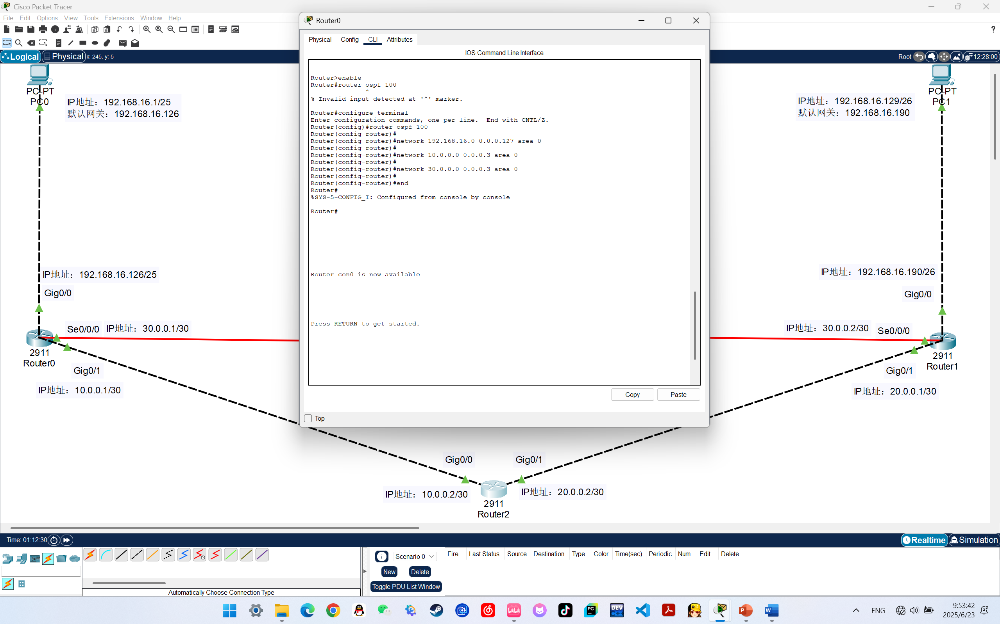 Cisco Packet Tracer
File Edit Options View Tools Extensions Window Help
Logical Physical x: 245, y: 5
Root 12:28:00
PC-PT
PC0
IP地址：192.168.16.1/25
默认网关：192.168.16.126
PC-PT
PC1
IP地址：192.168.16.129/26
默认网关：192.168.16.190
Router0
Physical Config CLI Attributes
IOS Command Line Interface
Router>enable
Router#router ospf 100
^
% Invalid input detected at '^' marker.
Router#configure terminal
Enter configuration commands, one per line.  End with CNTL/Z.
Router(config)#router ospf 100
Router(config-router)#
Router(config-router)#network 192.168.16.0 0.0.0.127 area 0
Router(config-router)#
Router(config-router)#network 10.0.0.0 0.0.0.3 area 0
Router(config-router)#
Router(config-router)#network 30.0.0.0 0.0.0.3 area 0
Router(config-router)#
Router(config-router)#end
Router#
%SYS-5-CONFIG_I: Configured from console by console
Router#
Router con0 is now available
Press RETURN to get started.
Copy Paste
Top
IP地址：192.168.16.126/25
Gig0/0
Se0/0/0 IP地址：30.0.0.1/30
2911
Router0
Gig0/1
IP地址：10.0.0.1/30
IP地址：192.168.16.190/26
Gig0/0
IP地址：30.0.0.2/30 Se0/0/0
2911
Router1
Gig0/1
IP地址：20.0.0.1/30
Gig0/0 Gig0/1
IP地址：10.0.0.2/30 IP地址：20.0.0.2/30
2911
Router2
Time: 01:12:30
Realtime Simulation
Scenario 0
New Delete
Toggle PDU List Window
Fire Last Status Source Destination Type Color Time(sec) Periodic Num Edit Delete
Automatically Choose Connection Type
ENG
9:53:42
2025/6/23